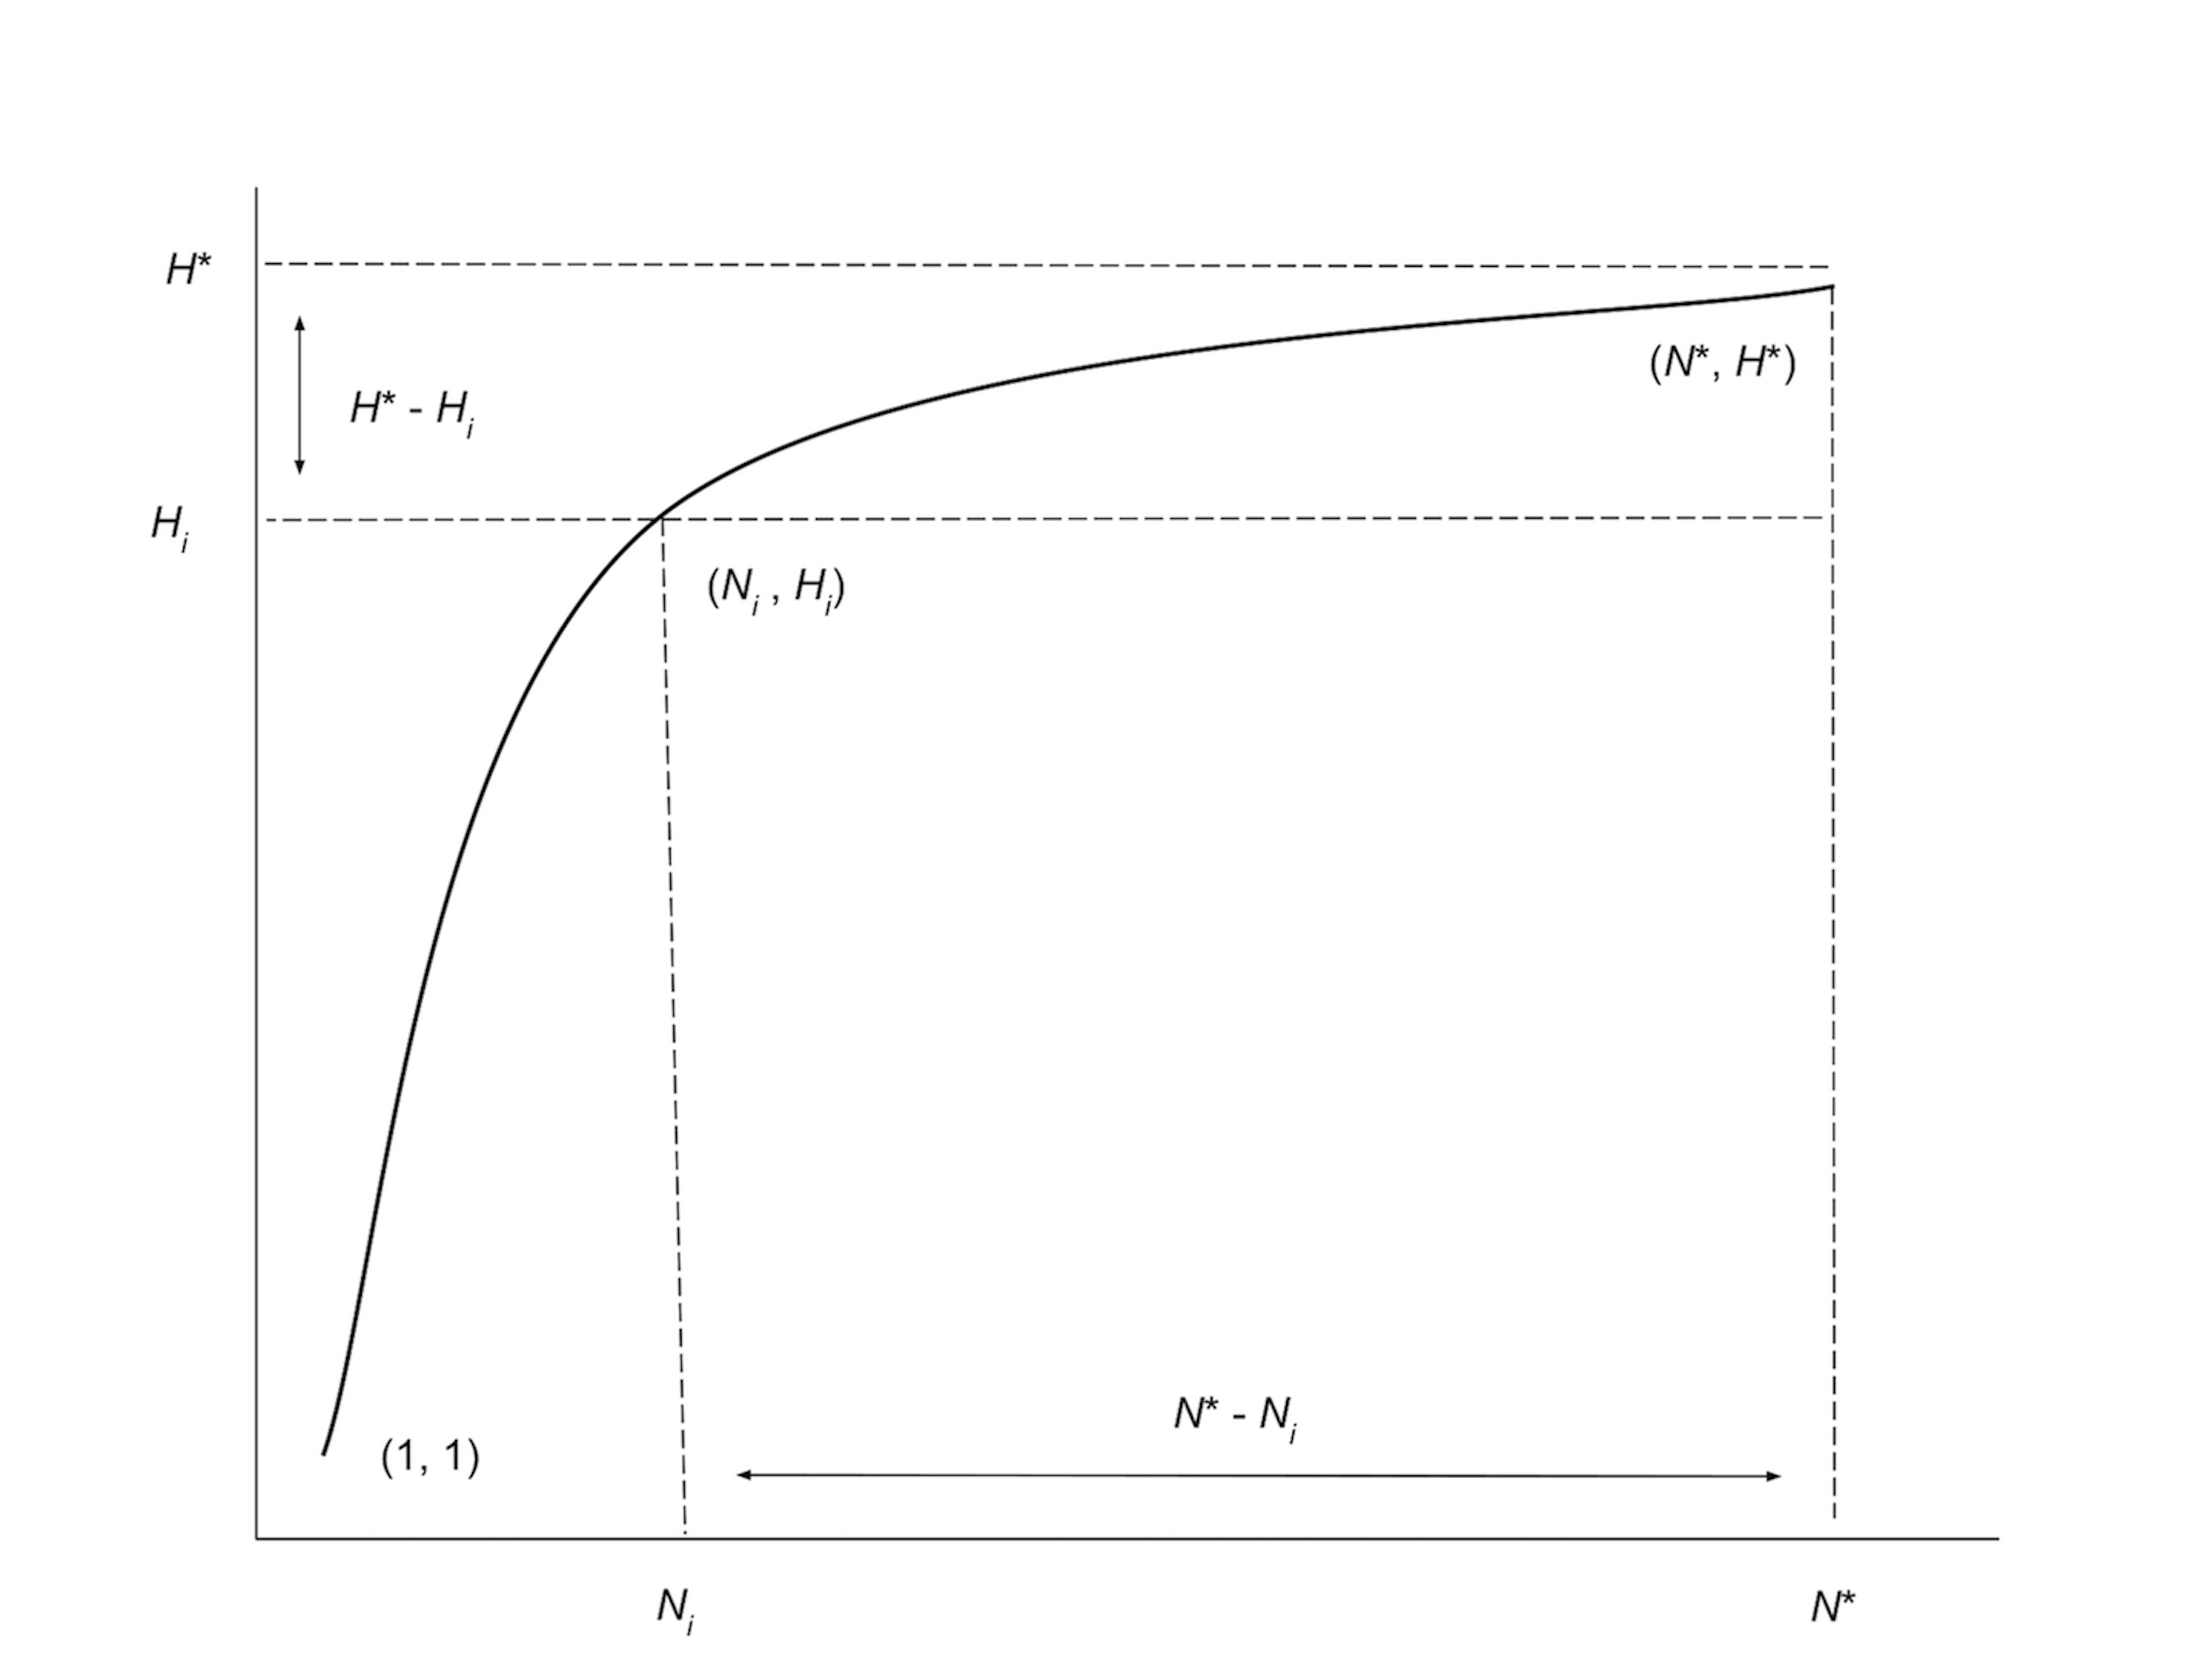 H*
H* - Hi
(N*, H*)
Hi
(Ni , Hi)
N* - Ni
(1, 1)
Ni
N*